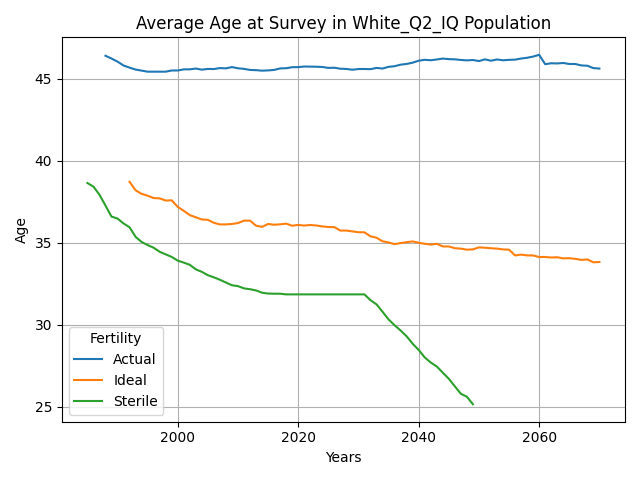 Average Age at Survey in White_Q2_IQ Population
Age
45
40
35
30
25
Fertility
Actual
Ideal
Sterile
2000
2020
2040
2060
Years